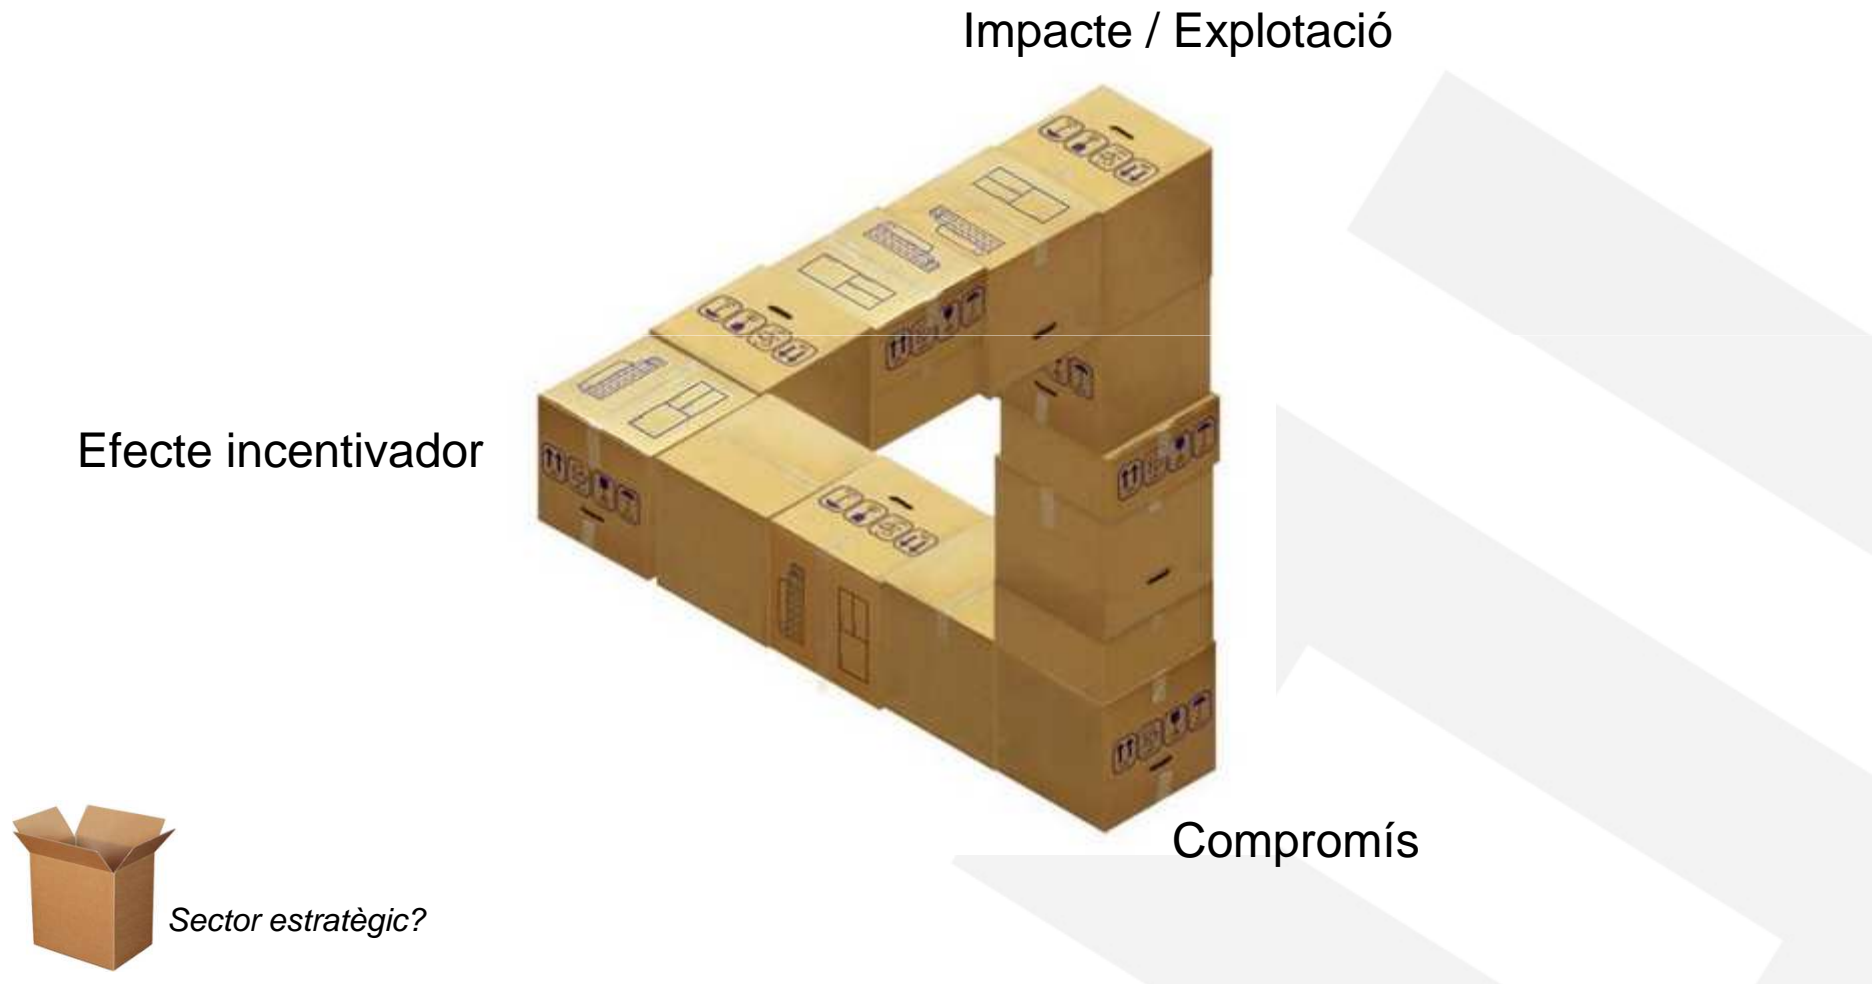 Impacte / Explotació
Efecte incentivador
Compromís
Sector estratègic?